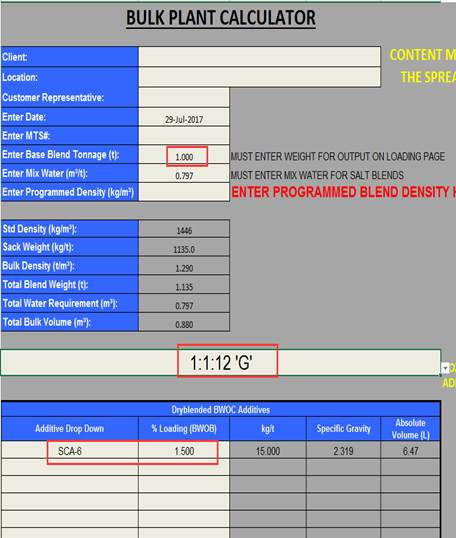 BULK PLANT CALCULATOR
Client: CONTENT M
Location: THE SPREA
Customer Representative:
Enter Date: 29-Jul-2017
Enter MTS#:
Enter Base Blend Tonnage (t): 1.000 MUST ENTER WEIGHT FOR OUTPUT ON LOADING PAGE
Enter Mix Water (m³/t): 0.797 MUST ENTER MIX WATER FOR SALT BLENDS
Enter Programmed Density (kg/m³) ENTER PROGRAMMED BLEND DENSITY H
Std Density (kg/m³): 1446
Sack Weight (kg/t): 1135.0
Bulk Density (t/m³): 1.290
Total Blend Weight (t): 1.135
Total Water Requirement (m³): 0.797
Total Bulk Volume (m³): 0.880
1:1:12 'G'
AD
Dryblended BWOC Additives
Additive Drop Down % Loading (BWOB) kg/t Specific Gravity Absolute Volume (L)
SCA-6 1.500 15.000 2.319 6.47